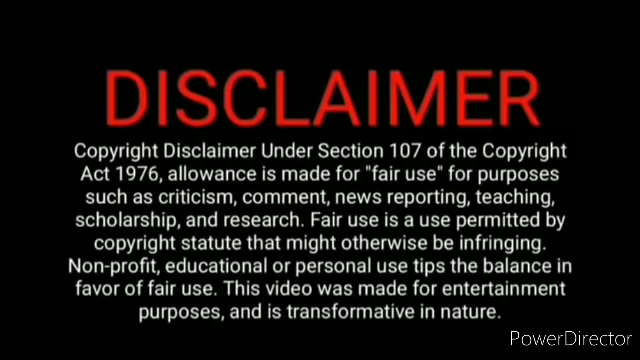 DISCLAIMER
Copyright Disclaimer Under Section 107 of the Copyright
Act 1976, allowance is made for "fair use" for purposes
such as criticism, comment, news reporting, teaching,
scholarship, and research. Fair use is a use permitted by
copyright statute that might otherwise be infringing.
Non-profit, educational or personal use tips the balance in
favor of fair use. This video was made for entertainment
purposes, and is transformative in nature.
PowerDirector